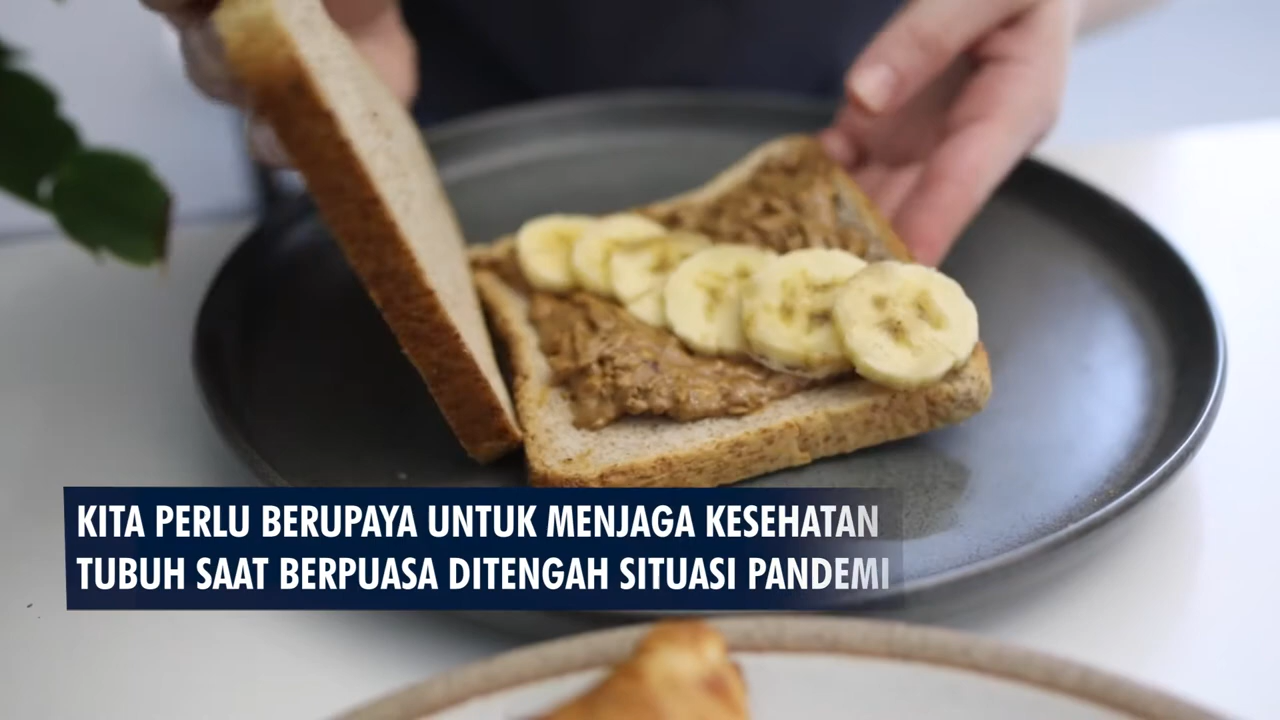 KITA PERLU BERUPAYA UNTUK MENJAGA KESEHATAN
TUBUH SAAT BERPUASA DITENGAH SITUASI PANDEMI